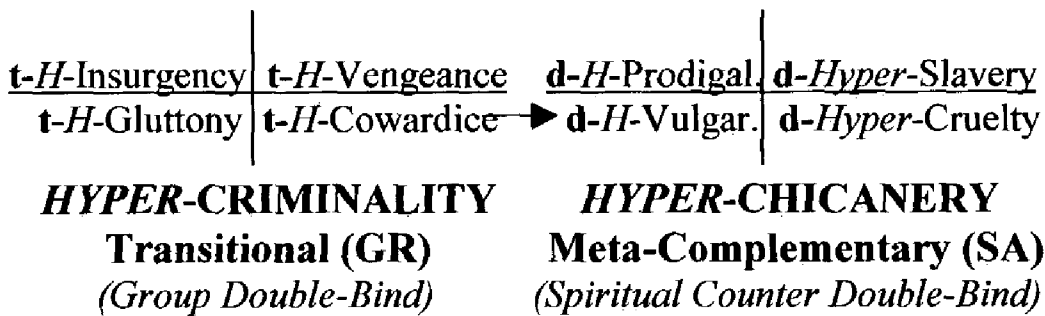 t-H-Insurgency t-H-Vengeance d-H-Prodigal. d-Hyper-Slavery
t-H-Gluttony t-H-Cowardice d-H-Vulgar. d-Hyper-Cruelty
HYPER-CRIMINALITY HYPER-CHICANERY
Transitional (GR) Meta-Complementary (SA)
(Group Double-Bind) (Spiritual Counter Double-Bind)